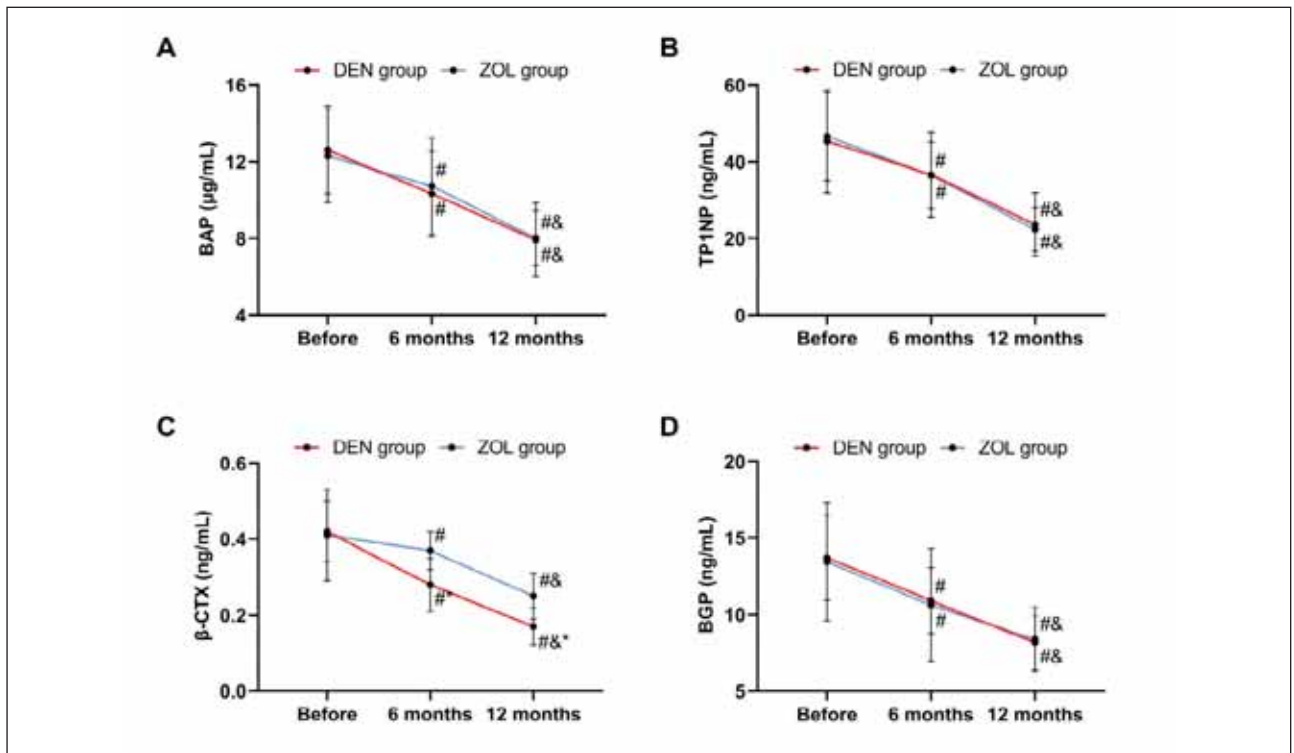 A
DEN group ZOL group
BAP (µg/mL)
16
12
8
4
#
#
#&
#&
Before 6 months 12 months
B
DEN group ZOL group
TP1NP (ng/mL)
60
40
20
0
#
#
#&
#&
Before 6 months 12 months
C
DEN group ZOL group
β-CTX (ng/mL)
0.6
0.4
0.2
0.0
#
#*
#&
#&*
Before 6 months 12 months
D
DEN group ZOL group
BGP (ng/mL)
20
15
10
5
#
#
#&
#&
Before 6 months 12 months